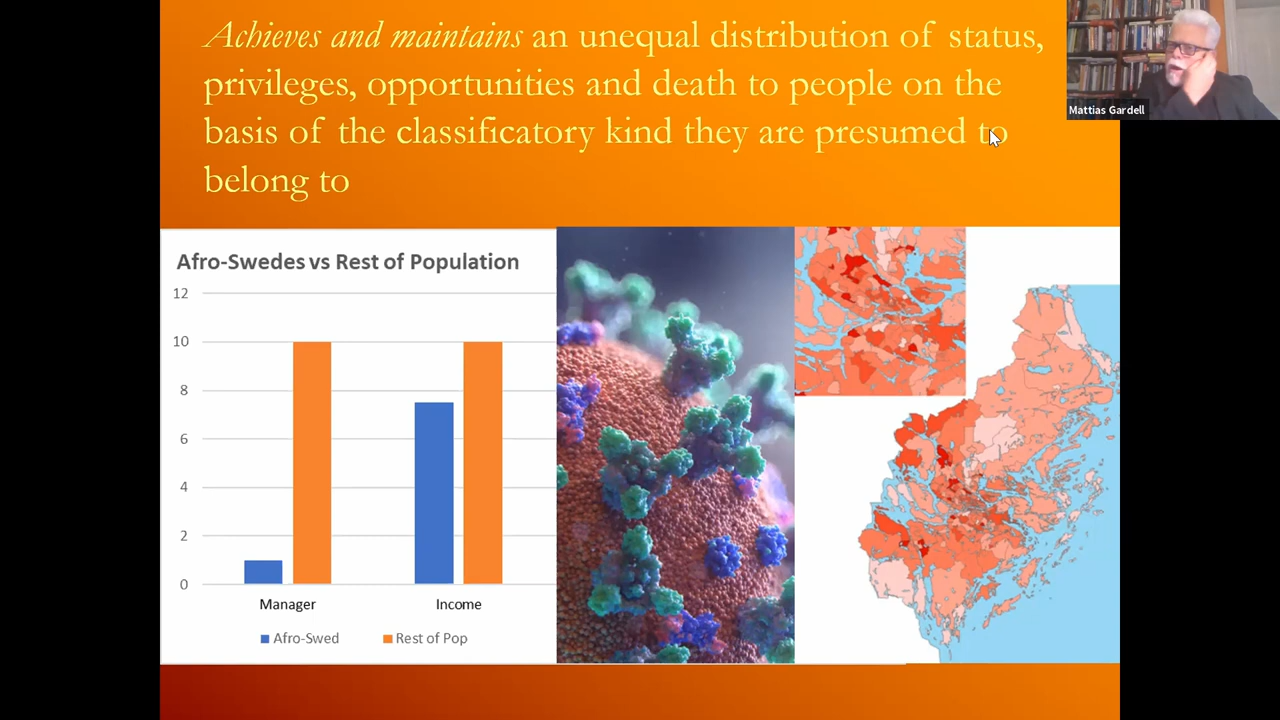 Achieves and maintains an unequal distribution of status,
privileges, opportunities and death to people on the
basis of the classificatory kind they are presumed to
belong to
Mattias Gardell
Afro-Swedes vs Rest of Population
12
10
8
6
4
2
0
Manager Income
Afro-Swed Rest of Pop